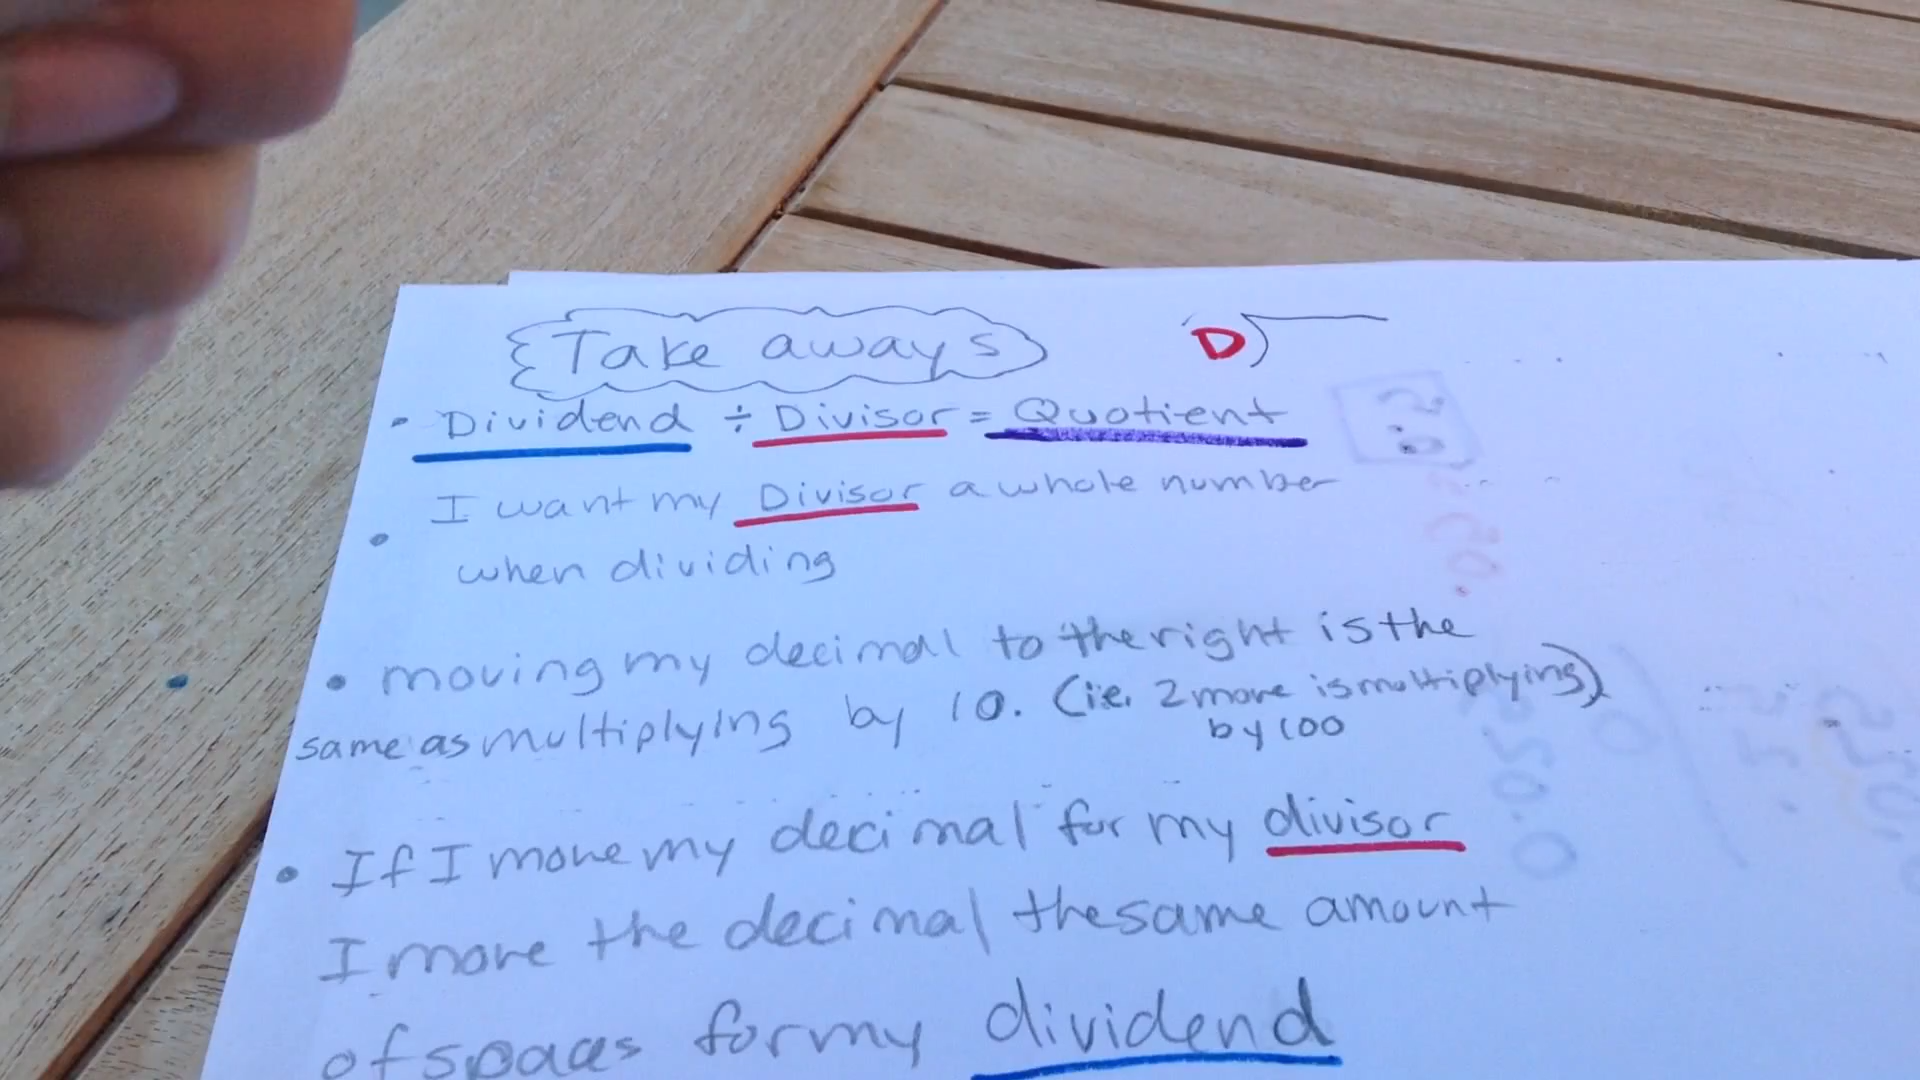 Take aways
D
• Dividend ÷ Divisor = Quotient
• I want my Divisor a whole number
when dividing
• moving my decimal to the right is the
same as multiplying by 10. (i.e. 2 move is multiplying)
by 100
• If I move my decimal for my divisor
I move the decimal the same amount
of spaces for my dividend